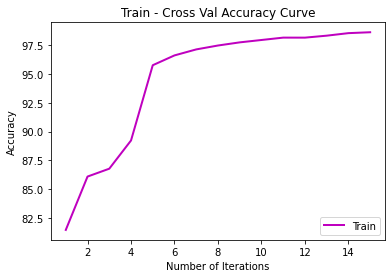 Train - Cross Val Accuracy Curve
97.5
95.0
92.5
90.0
87.5
85.0
82.5
Accuracy
Train
2 4 6 8 10 12 14
Number of Iterations